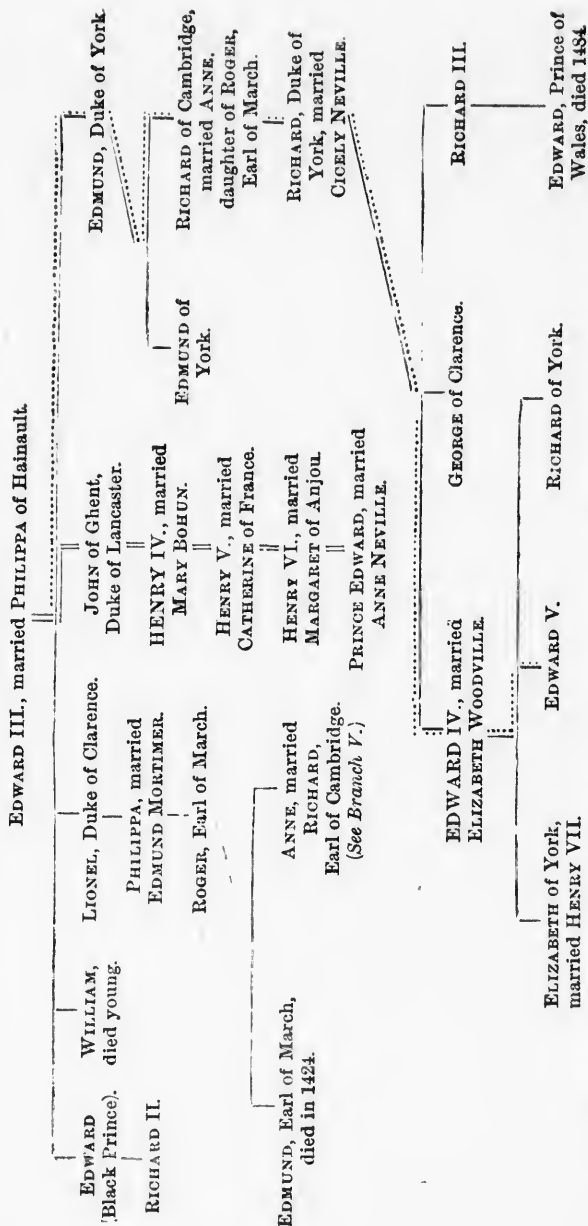 EDWARD III., married PHILIPPA of Hainault.
EDWARD
(Black Prince).
RICHARD II.
WILLIAM,
died young.
LIONEL, Duke of Clarence.
PHILIPPA, married
EDMUND MORTIMER.
ROGER, Earl of March.
EDMUND, Earl of March,
died in 1424.
ANNE, married
RICHARD,
Earl of Cambridge.
(See Branch V.)
JOHN of Ghent,
Duke of Lancaster.
HENRY IV., married
MARY BOHUN.
HENRY V., married
CATHERINE of France.
HENRY VI., married
MARGARET of Anjou.
PRINCE EDWARD, married
ANNE NEVILLE.
EDMUND, Duke of York.
EDMUND of
York.
RICHARD of Cambridge,
married ANNE,
daughter of ROGER,
Earl of March.
RICHARD, Duke of
York, married
CICELY NEVILLE.
EDWARD IV., married
ELIZABETH WOODVILLE.
GEORGE of Clarence.
RICHARD III.
ELIZABETH of York,
married HENRY VII.
EDWARD V.
RICHARD of York.
EDWARD, Prince of
Wales, died 1484.